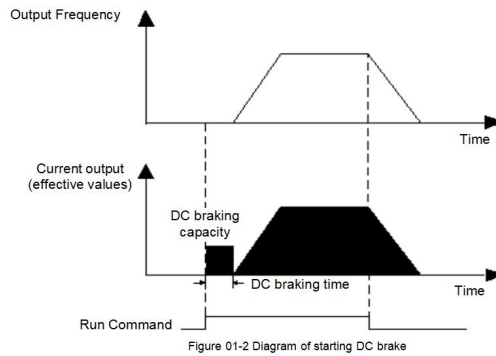 Output Frequency
Time
Current output
(effective values)
DC braking
capacity
DC braking time
Time
Run Command
Figure 01-2 Diagram of starting DC brake